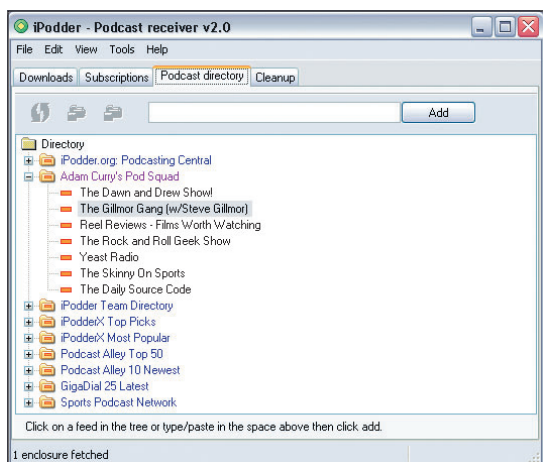 iPodder - Podcast receiver v2.0
File Edit View Tools Help
Downloads Subscriptions Podcast directory Cleanup
Add
Directory
iPodder.org: Podcasting Central
Adam Curry's Pod Squad
The Dawn and Drew Show!
The Gillmor Gang (w/Steve Gillmor)
Reel Reviews - Films Worth Watching
The Rock and Roll Geek Show
Yeast Radio
The Skinny On Sports
The Daily Source Code
iPodder Team Directory
iPodderX Top Picks
iPodderX Most Popular
Podcast Alley Top 50
Podcast Alley 10 Newest
GigaDial 25 Latest
Sports Podcast Network
Click on a feed in the tree or type/paste in the space above then click add.
1 enclosure fetched